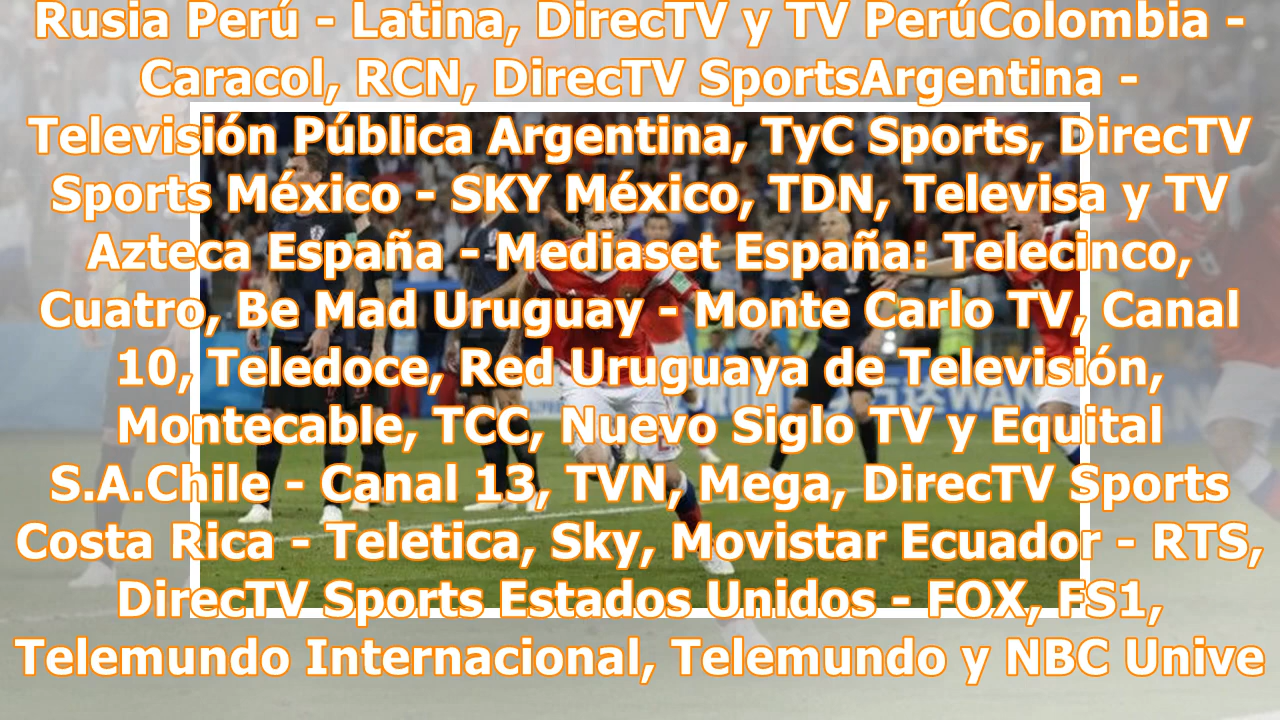 Rusia Perú - Latina, DirecTV y TV PerúColombia -
Caracol, RCN, DirecTV SportsArgentina -
Televisión Pública Argentina, TyC Sports, DirecTV
Sports México - SKY México, TDN, Televisa y TV
Azteca España - Mediaset España: Telecinco,
Cuatro, Be Mad Uruguay - Monte Carlo TV, Canal
10, Teledoce, Red Uruguaya de Televisión,
Montecable, TCC, Nuevo Siglo TV y Equital
S.A.Chile - Canal 13, TVN, Mega, DirecTV Sports
Costa Rica - Teletica, Sky, Movistar Ecuador - RTS,
DirecTV Sports Estados Unidos - FOX, FS1,
Telemundo Internacional, Telemundo y NBC Unive